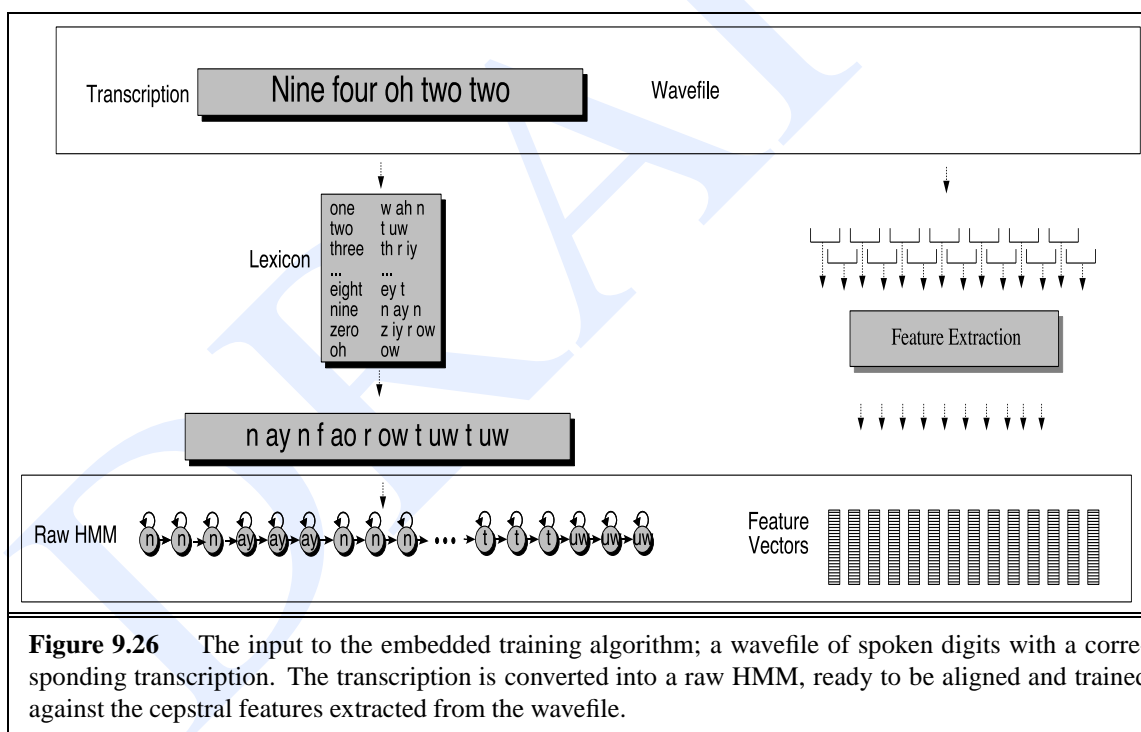 Transcription
Nine four oh two two
Wavefile
Lexicon
one w ah n
two t uw
three th r iy
... ...
eight ey t
nine n ay n
zero z iy r ow
oh ow
Feature Extraction
n ay n f ao r ow t uw t uw
Raw HMM
n n n ay ay ay n n n ... t t t uw uw uw
Feature
Vectors
Figure 9.26 The input to the embedded training algorithm; a wavefile of spoken digits with a corre-
sponding transcription. The transcription is converted into a raw HMM, ready to be aligned and trained
against the cepstral features extracted from the wavefile.
DRAF